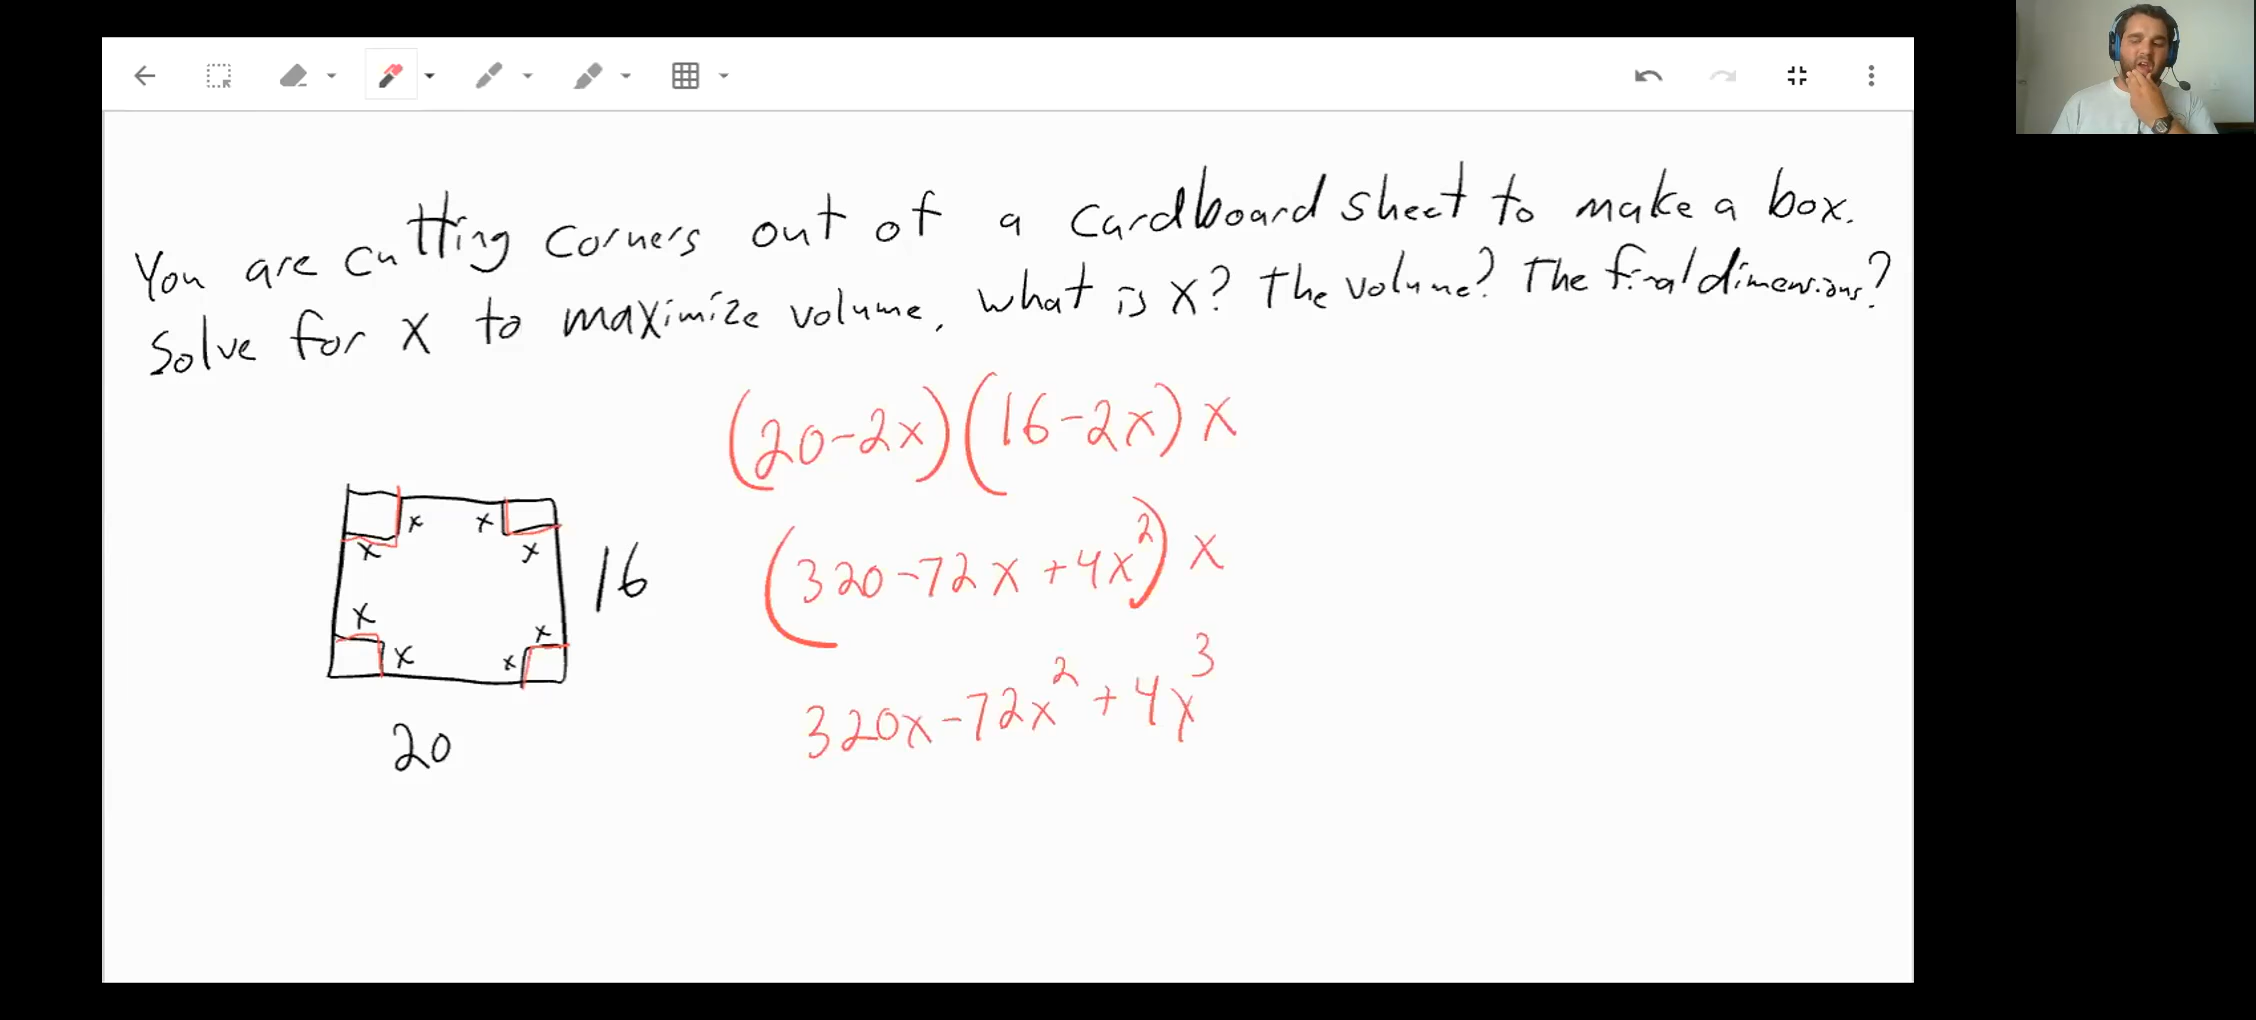 You are cutting corners out of a cardboard sheet to make a box.
Solve for x to maximize volume, what is x? The volume? The final dimensions?
(20-2x)(16-2x)x
(320-72x+4x²)x
320x-72x²+4x³
x x
x x
16
x x
x x
20